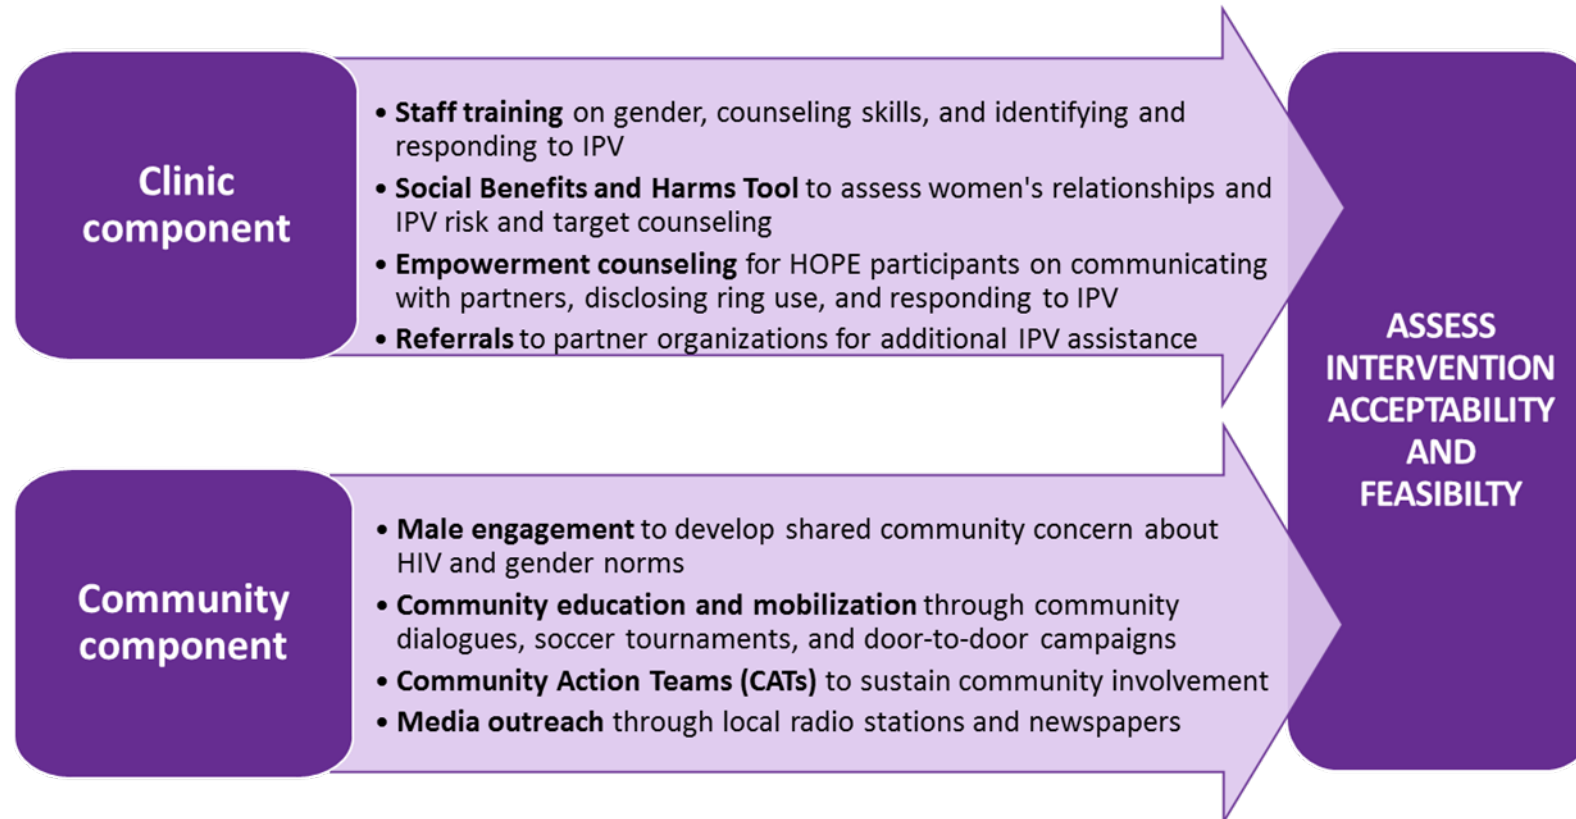 Clinic
component
• Staff training on gender, counseling skills, and identifying and
responding to IPV
• Social Benefits and Harms Tool to assess women's relationships and
IPV risk and target counseling
• Empowerment counseling for HOPE participants on communicating
with partners, disclosing ring use, and responding to IPV
• Referrals to partner organizations for additional IPV assistance
Community
component
• Male engagement to develop shared community concern about
HIV and gender norms
• Community education and mobilization through community
dialogues, soccer tournaments, and door-to-door campaigns
• Community Action Teams (CATs) to sustain community involvement
• Media outreach through local radio stations and newspapers
ASSESS
INTERVENTION
ACCEPTABILITY
AND
FEASIBILTY